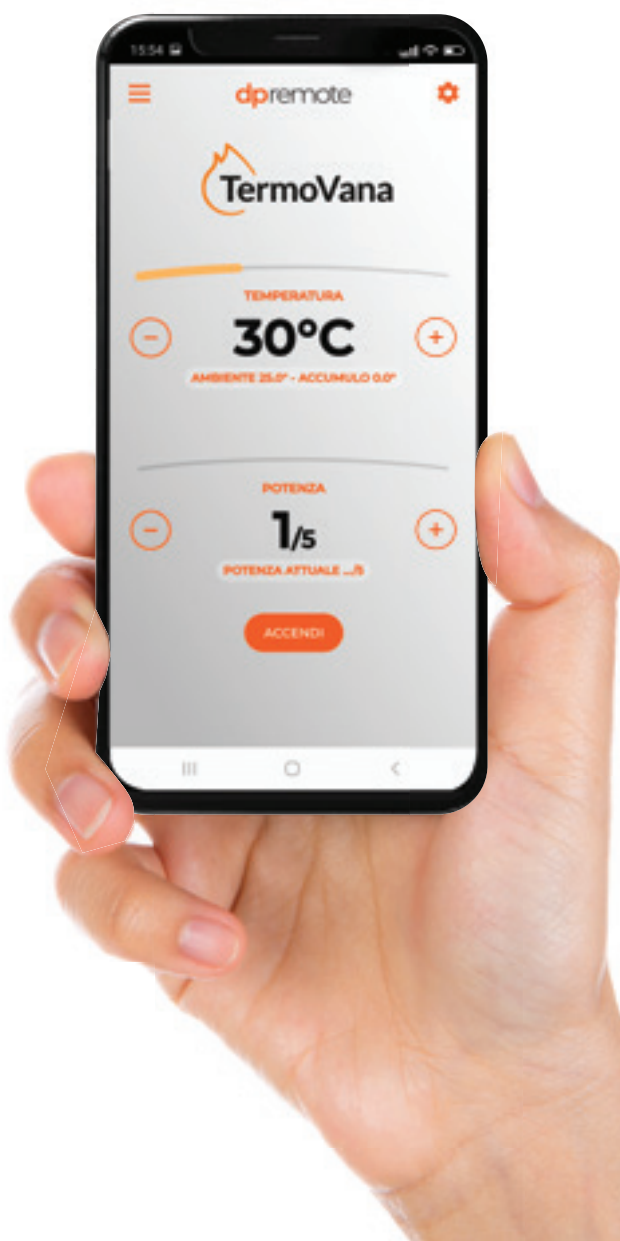 15:54
dpremote
TermoVana
TEMPERATURA
30°C
AMBIENTE 25.0° - ACCUMULO 0.0°
POTENZA
1/5
POTENZA ATTUALE .../5
ACCENDI